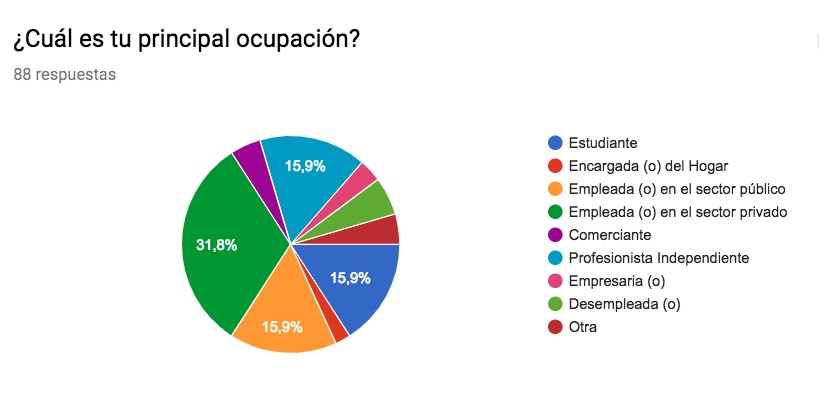 ¿Cuál es tu principal ocupación?
88 respuestas
15,9%
31,8%
15,9%
15,9%
Estudiante
Encargada (o) del Hogar
Empleada (o) en el sector público
Empleada (o) en el sector privado
Comerciante
Profesionista Independiente
Empresaria (o)
Desempleada (o)
Otra